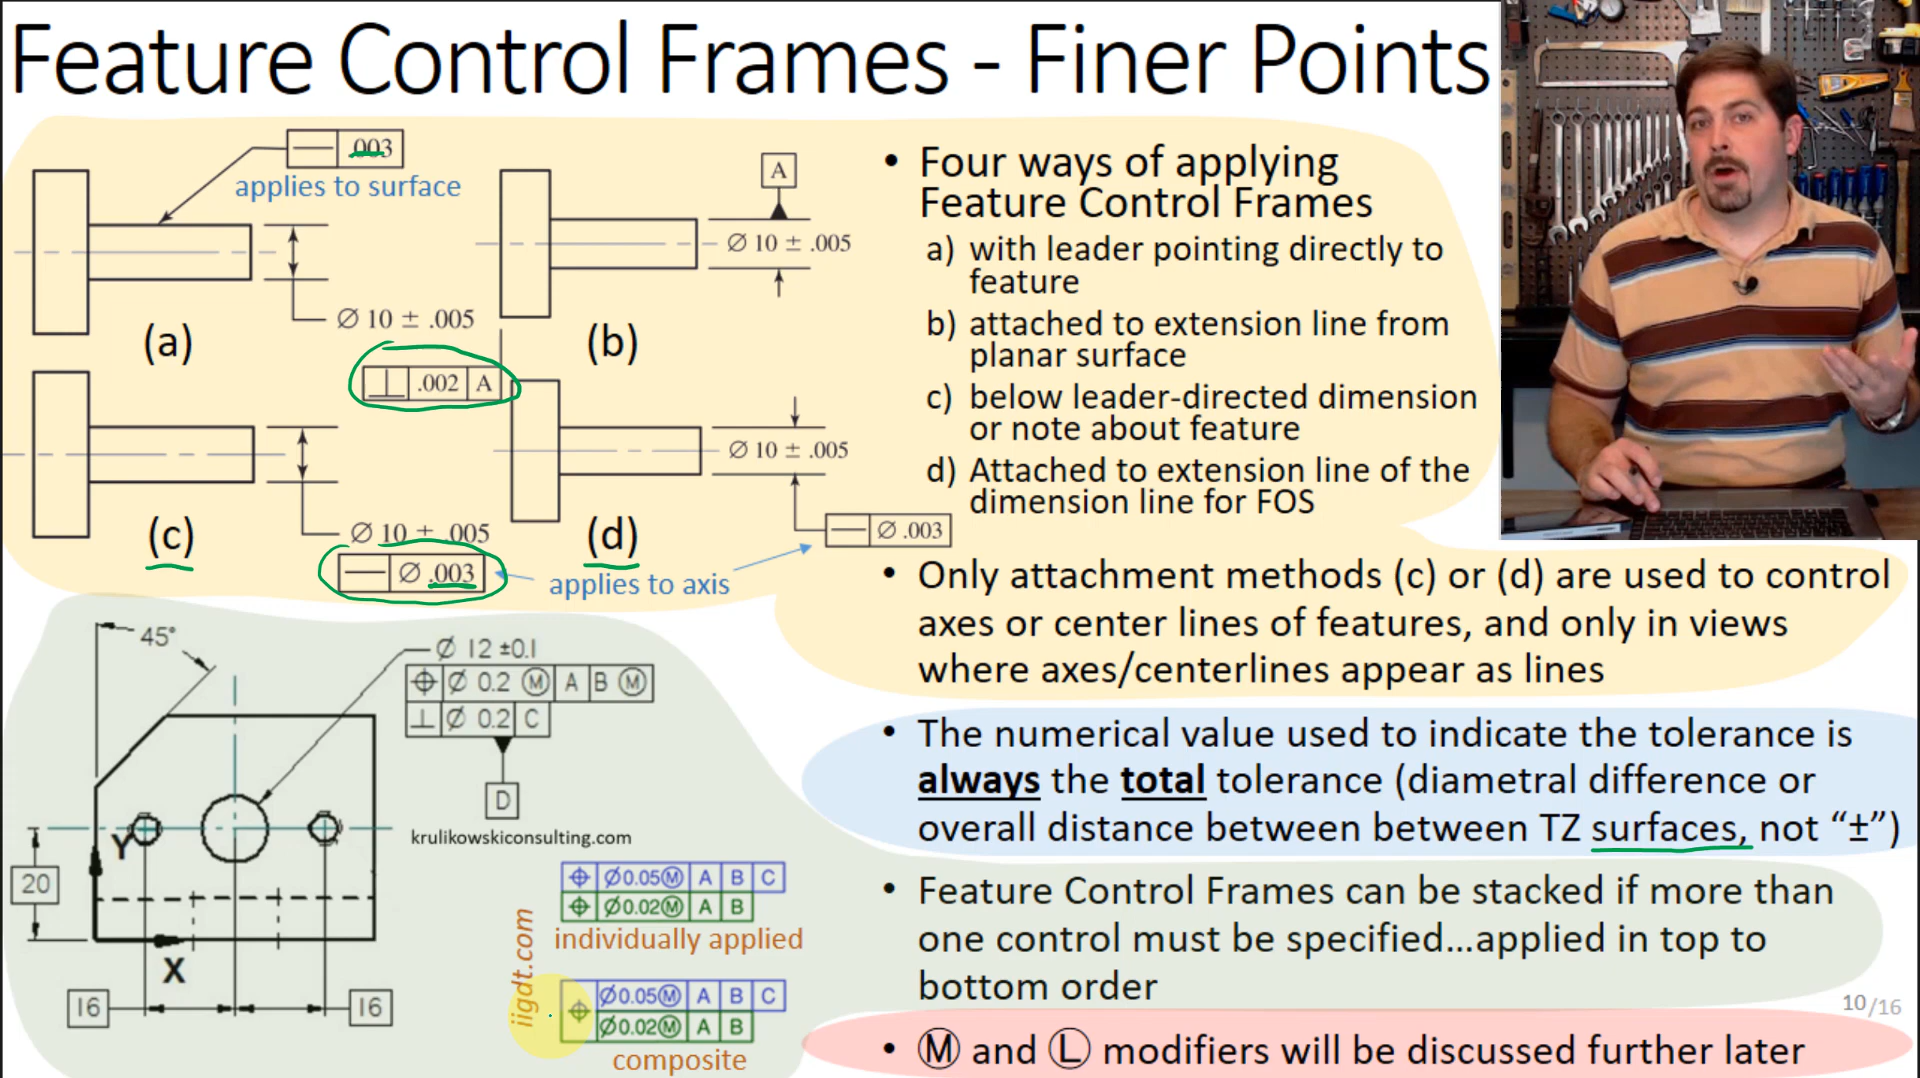 Feature Control Frames - Finer Points
— .003
applies to surface
Ø 10 ± .005
(a)
A
Ø 10 ± .005
(b)
⊥ .002 A
Ø 10 ± .005
— Ø .003
(c)
Ø 10 ± .005
— Ø .003
(d)
applies to axis
• Four ways of applying
Feature Control Frames
a) with leader pointing directly to
feature
b) attached to extension line from
planar surface
c) below leader-directed dimension
or note about feature
d) Attached to extension line of the
dimension line for FOS
• Only attachment methods (c) or (d) are used to control
axes or center lines of features, and only in views
where axes/centerlines appear as lines
• The numerical value used to indicate the tolerance is
always the total tolerance (diametral difference or
overall distance between between TZ surfaces, not “±”)
• Feature Control Frames can be stacked if more than
one control must be specified...applied in top to
bottom order
10/16
• Ⓜ and Ⓛ modifiers will be discussed further later
45°
Ø 12 ±0.1
⌖ Ø 0.2 Ⓜ A B Ⓜ
⊥ Ø 0.2 C
D
krulikowskiconsulting.com
Y
20
X
16
16
iigdt.com
⌖ Ø0.05Ⓜ A B C
⌖ Ø0.02Ⓜ A B
individually applied
⌖ Ø0.05Ⓜ A B C
Ø0.02Ⓜ A B
composite